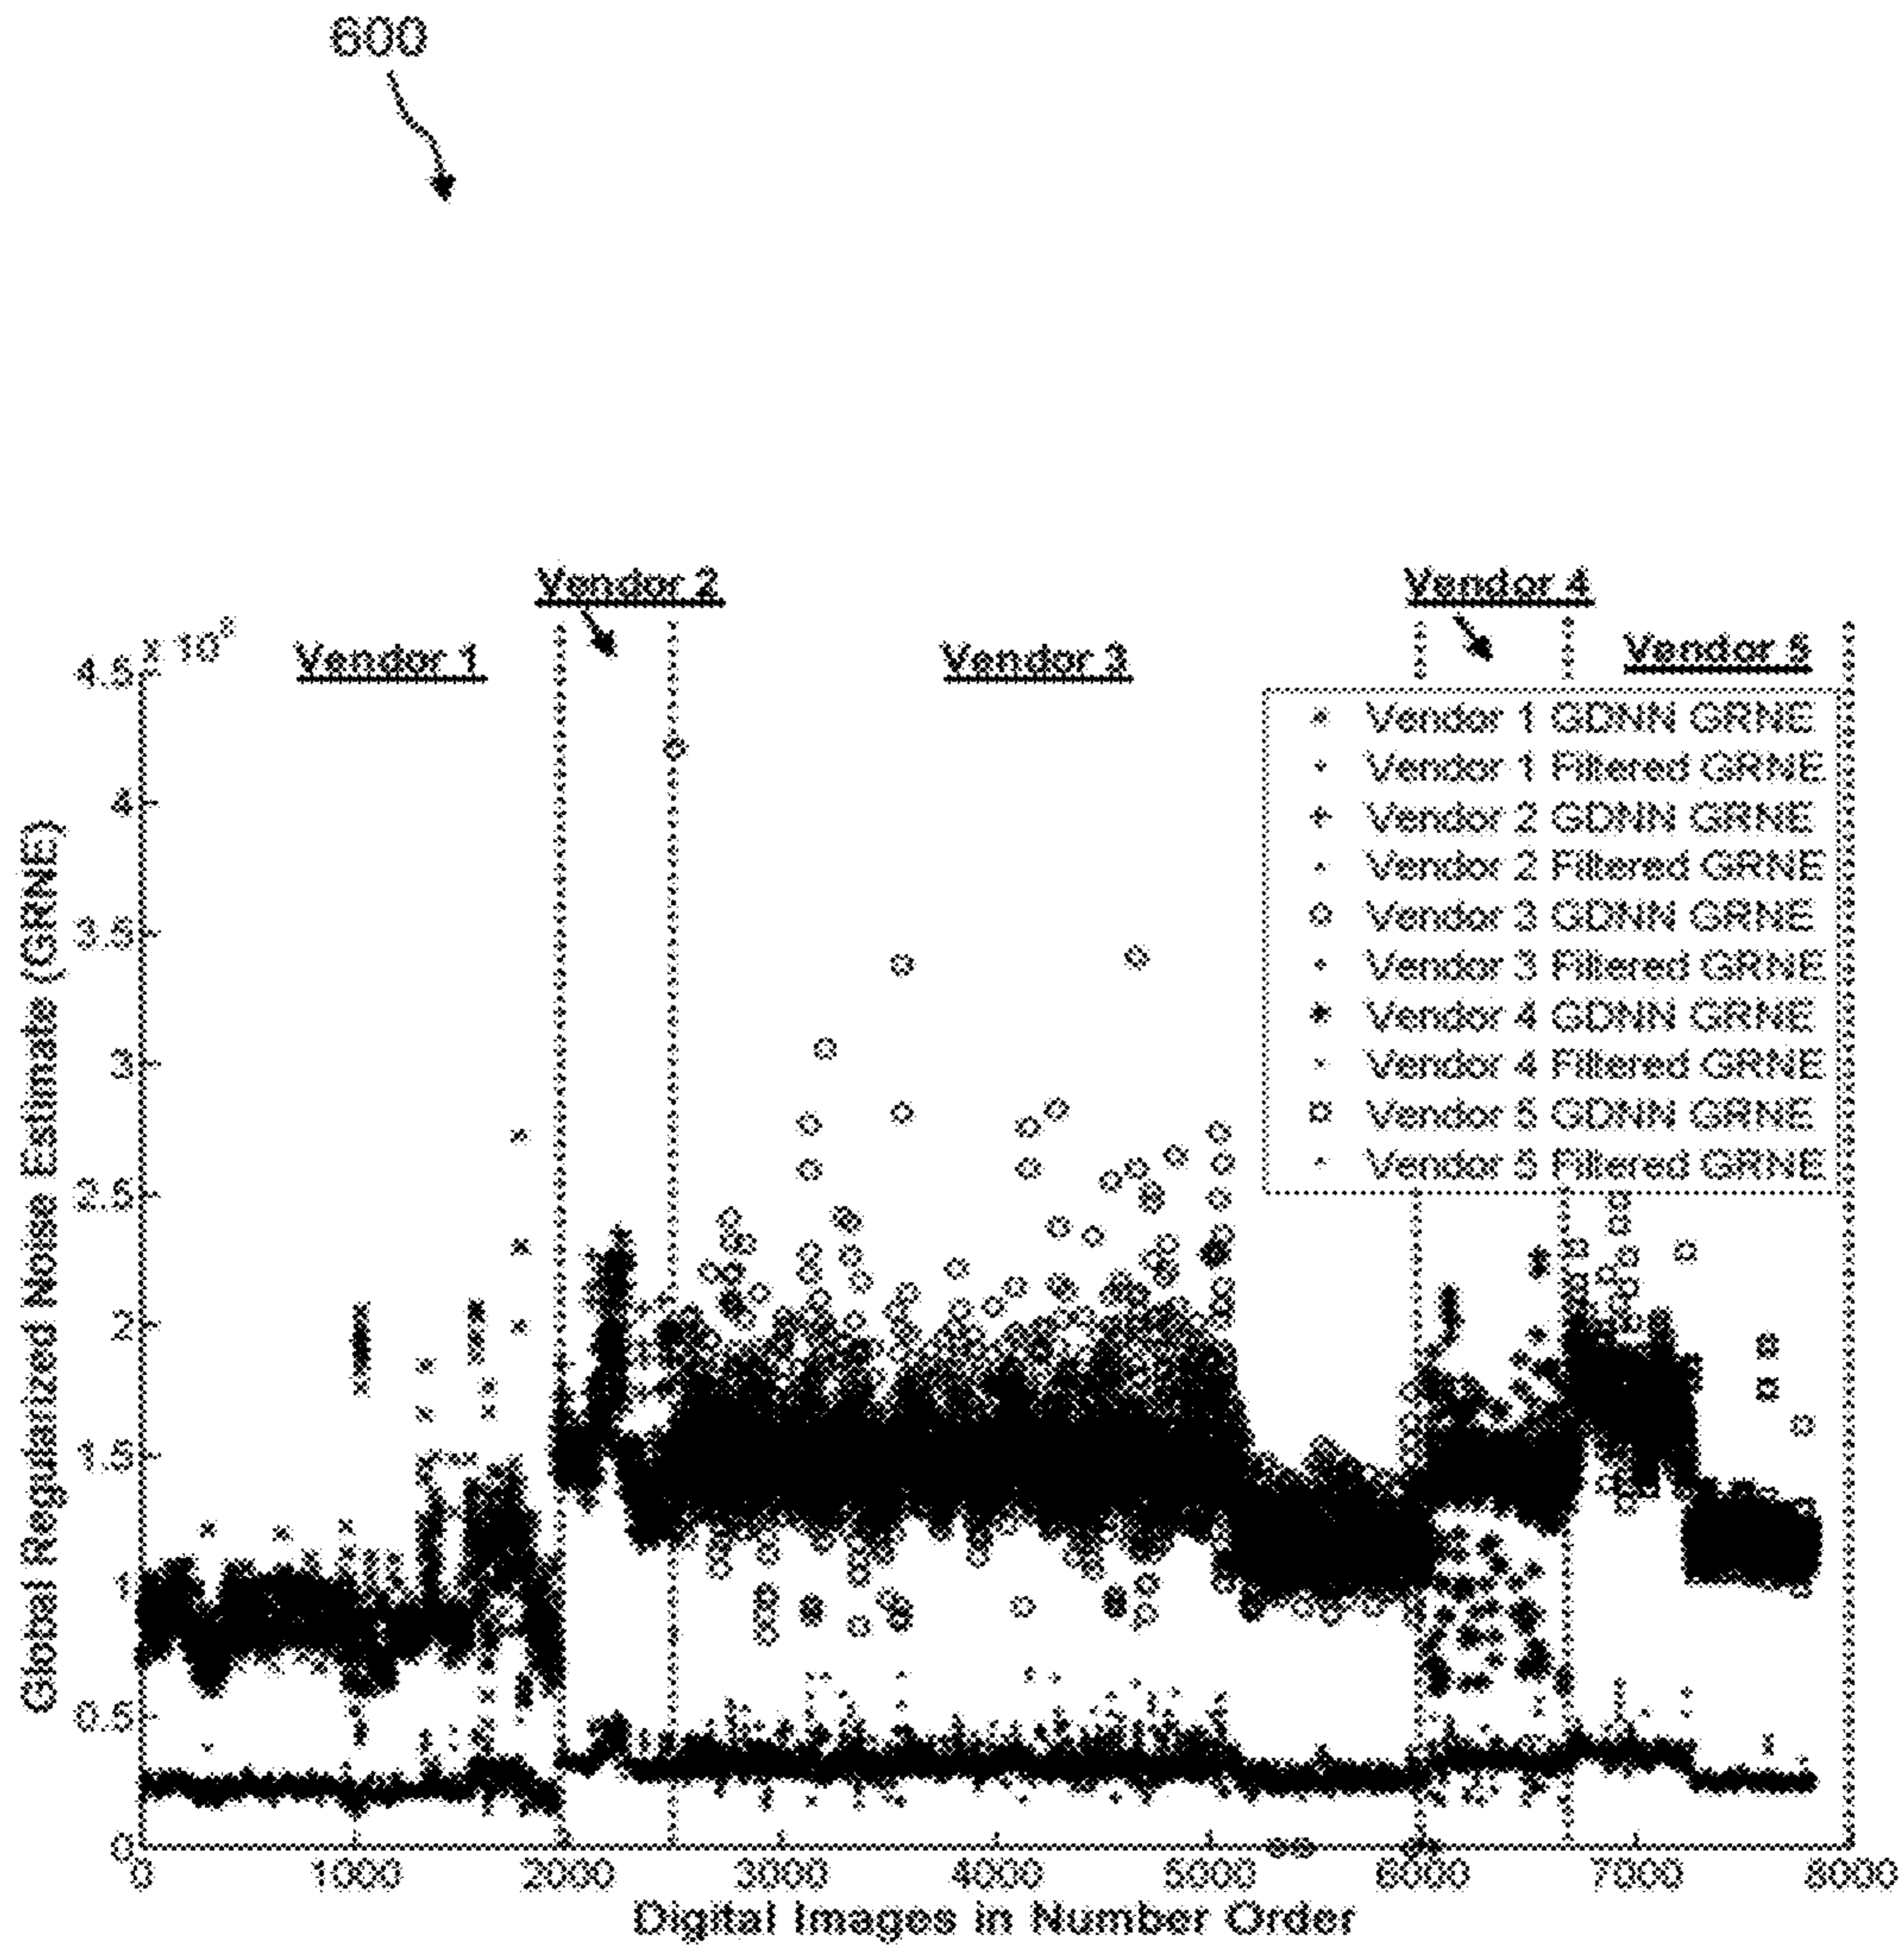 600
Vendor 2
Vendor 4
Vendor 1
Vendor 3
Vendor 5
4.5
4
3.5
3
2.5
2
1.5
1
0.5
0
Global Regularized Noise Estimate (GRNE)
Vendor 1 GDNN GRNE
Vendor 1 Filtered GRNE
Vendor 2 GDNN GRNE
Vendor 2 Filtered GRNE
Vendor 3 GDNN GRNE
Vendor 3 Filtered GRNE
Vendor 4 GDNN GRNE
Vendor 4 Filtered GRNE
Vendor 5 GDNN GRNE
Vendor 5 Filtered GRNE
0 1000 2000 3000 4000 5000 6000 7000 8000
Digital Images in Number Order